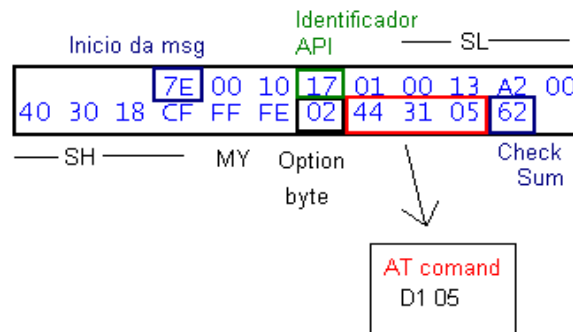 Identificador
Inicio da msg API SL
7E 00 10 17 01 00 13 A2 00
40 30 18 CF FF FE 02 44 31 05 62
SH MY Option Check
byte Sum
AT comand
D1 05